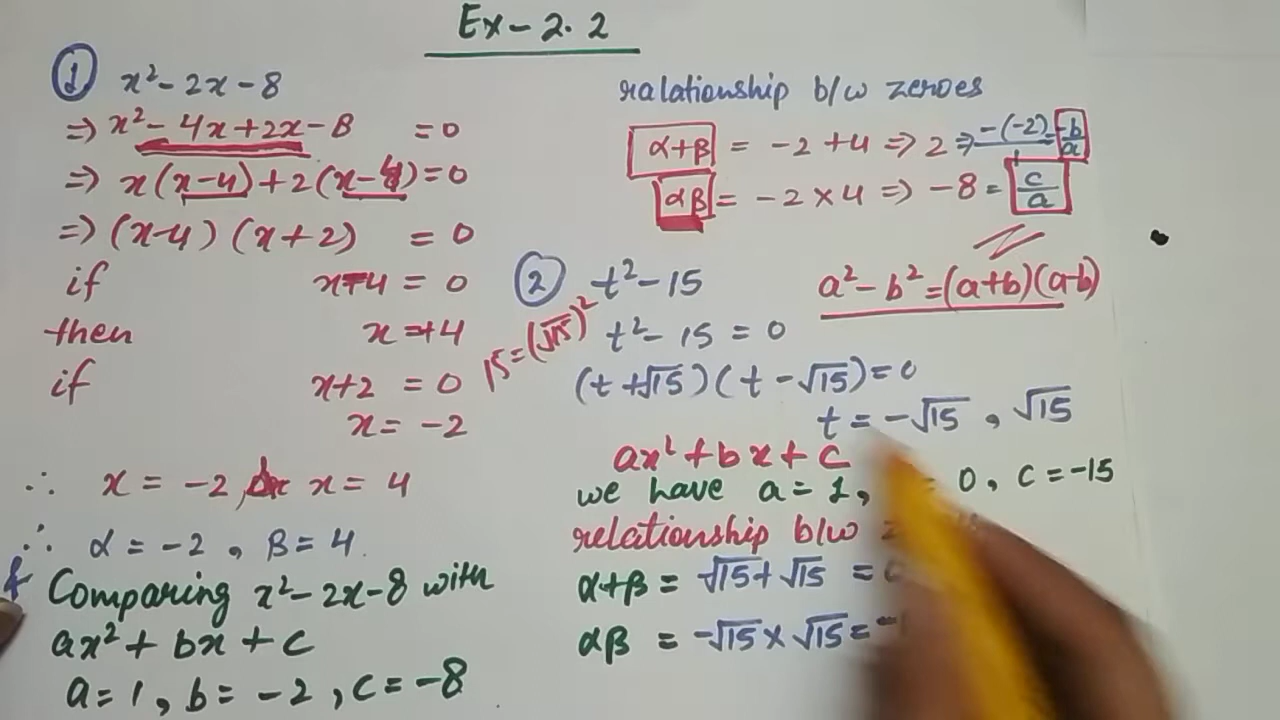 Ex-2.2
① x²-2x-8
⇒ x²-4x+2x-8 =0
⇒ x(x-4)+2(x-4)=0
⇒ (x-4)(x+2) =0
if x-4=0
then x=+4
if x+2=0
x=-2
∴ x=-2, x=4
∴ α=-2, β=4.
Comparing x²-2x-8 with
ax²+bx+c
a=1, b=-2, c=-8
ralationship b/w zeroes
α+β = -2+4 ⇒ 2 ⇒ -(-2)/1 = -b/a
αβ = -2×4 ⇒ -8 = c/a
② t²-15
a²-b²=(a+b)(a-b)
15=(√15)²
t²-15=0
(t+√15)(t-√15)=0
t=-√15, √15
ax²+bx+c
we have a=1, = 0, c=-15
relationship b/w
α+β = √15+√15 =
αβ = -√15×√15=-